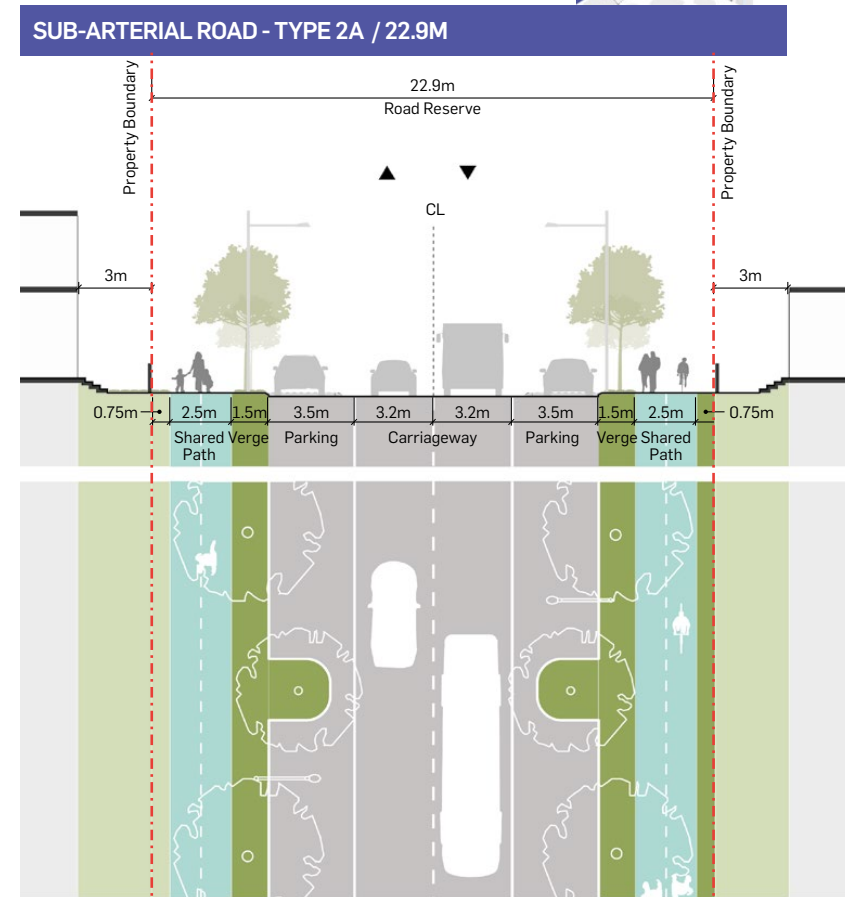 SUB-ARTERIAL ROAD - TYPE 2A / 22.9M
Property Boundary
22.9m
Road Reserve
Property Boundary
CL
3m
3m
0.75m
2.5m
1.5m
3.5m
3.2m
3.2m
3.5m
1.5m
2.5m
0.75m
Shared Path
Verge
Parking
Carriageway
Parking
Verge
Shared Path